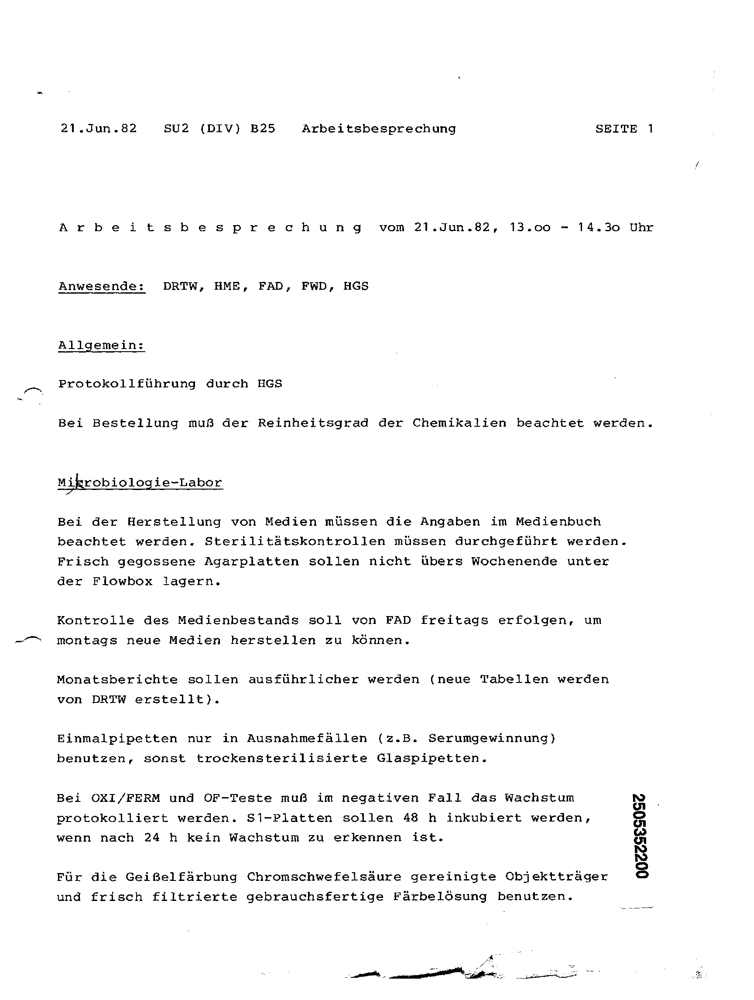 21.Jun.82 SU2 (DIV) B25 Arbeitsbesprechung SEITE 1
A r b e i t s b e s p r e c h u n g vom 21.Jun.82, 13.oo - 14.3o Uhr
Anwesende: DRTW, HME, FAD, FWD, HGS
Allgemein:
Protokollführung durch HGS
Bei Bestellung muß der Reinheitsgrad der Chemikalien beachtet werden.
Mikrobiologie-Labor
Bei der Herstellung von Medien müssen die Angaben im Medienbuch
beachtet werden. Sterilitätskontrollen müssen durchgeführt werden.
Frisch gegossene Agarplatten sollen nicht übers Wochenende unter
der Flowbox lagern.
Kontrolle des Medienbestands soll von FAD freitags erfolgen, um
montags neue Medien herstellen zu können.
Monatsberichte sollen ausführlicher werden (neue Tabellen werden
von DRTW erstellt).
Einmalpipetten nur in Ausnahmefällen (z.B. Serumgewinnung)
benutzen, sonst trockensterilisierte Glaspipetten.
Bei OXI/FERM und OF-Teste muß im negativen Fall das Wachstum
protokolliert werden. S1-Platten sollen 48 h inkubiert werden,
wenn nach 24 h kein Wachstum zu erkennen ist.
Für die Geißelfärbung Chromschwefelsäure gereinigte Objektträger
und frisch filtrierte gebrauchsfertige Färbelösung benutzen.
2505352200